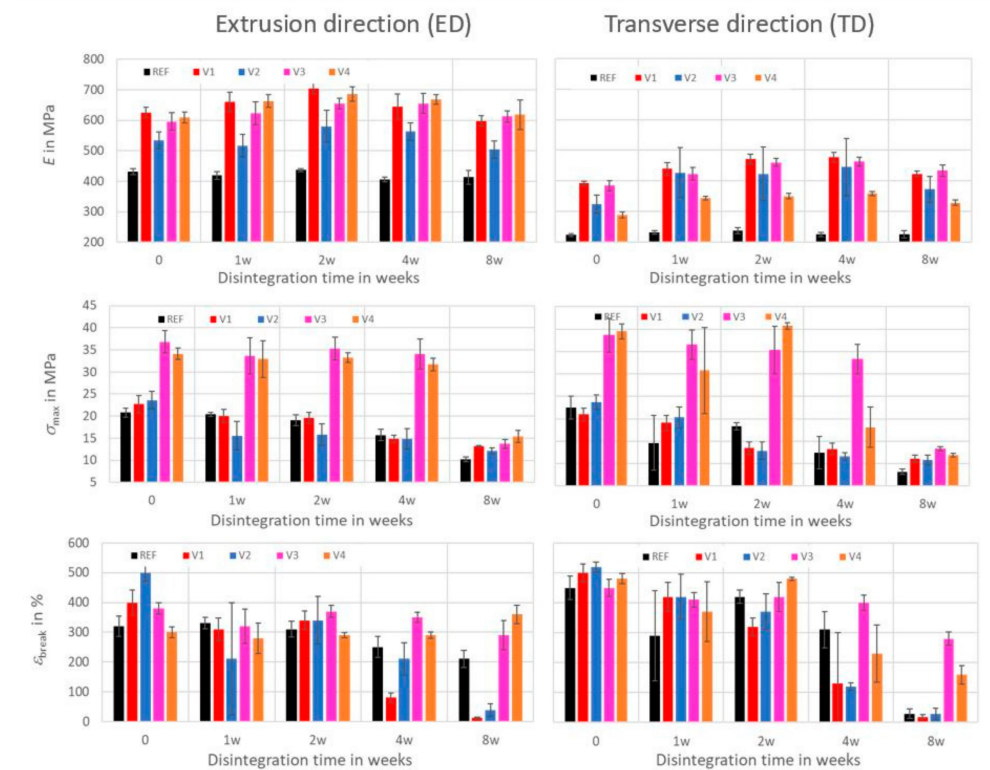 Extrusion direction (ED)
Transverse direction (TD)
E in MPa
800
700
600
500
400
300
200
REF V1 V2 V3 V4
0 1w 2w 4w 8w
Disintegration time in weeks
REF V1 V2 V3 V4
0 1w 2w 4w 8w
Disintegration time in weeks
σmax in MPa
45
40
35
30
25
20
15
10
5
REF V1 V2 V3 V4
0 1w 2w 4w 8w
Disintegration time in weeks
REF V1 V2 V3 V4
0 1w 2w 4w 8w
Disintegration time in weeks
εbreak in %
600
500
400
300
200
100
0
REF V1 V2 V3 V4
0 1w 2w 4w 8w
Disintegration time in weeks
REF V1 V2 V3 V4
0 1w 2w 4w 8w
Disintegration time in weeks